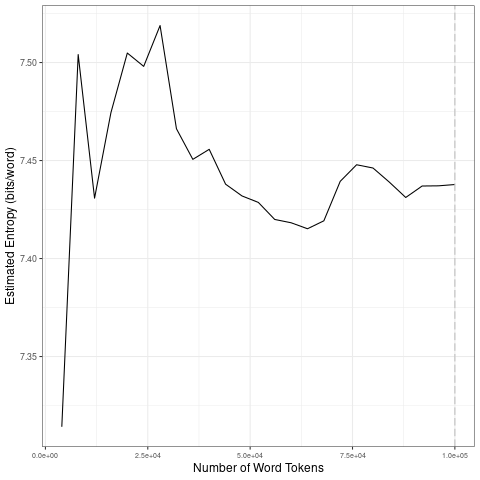 Estimated Entropy (bits/word)
7.50
7.45
7.40
7.35
0.0e+00 2.5e+04 5.0e+04 7.5e+04 1.0e+05
Number of Word Tokens